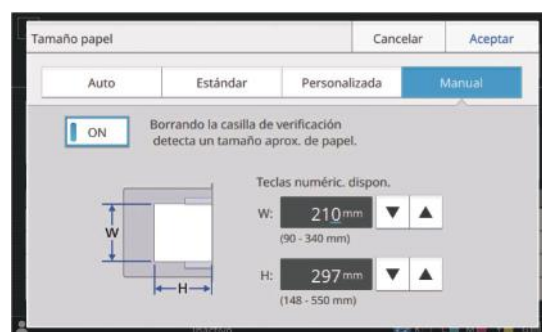 Tamaño papel
Cancelar
Aceptar
Auto
Estándar
Personalizada
Manual
ON
Borrando la casilla de verificación
detecta un tamaño aprox. de papel.
Teclas numéric. dispon.
W
H
W: 210mm ▼ ▲
(90 - 340 mm)
H: 297mm ▼ ▲
(148 - 550 mm)